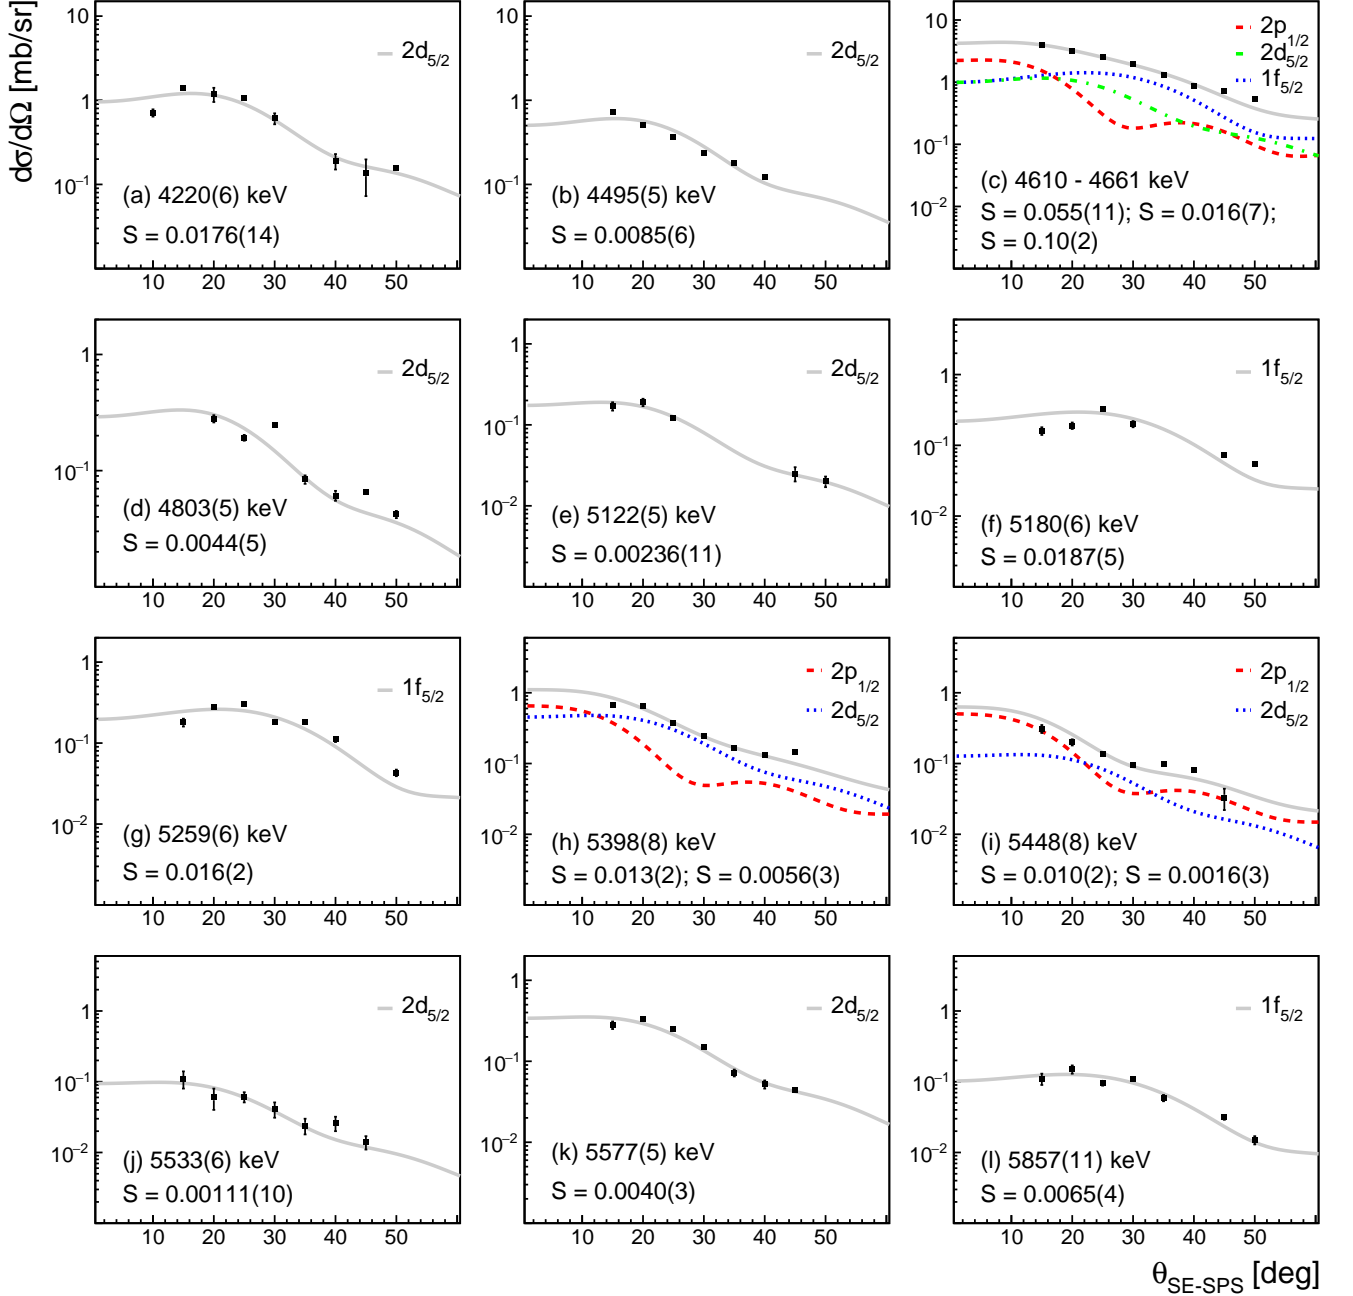 dσ/dΩ [mb/sr]
10
1
10⁻¹
2d5/2
(a) 4220(6) keV
S = 0.0176(14)
10 20 30 40 50
10
1
10⁻¹
2d5/2
(b) 4495(5) keV
S = 0.0085(6)
10 20 30 40 50
10
1
10⁻¹
10⁻²
2p1/2
2d5/2
1f5/2
(c) 4610 - 4661 keV
S = 0.055(11); S = 0.016(7);
S = 0.10(2)
10 20 30 40 50
1
10⁻¹
2d5/2
(d) 4803(5) keV
S = 0.0044(5)
10 20 30 40 50
1
10⁻¹
10⁻²
2d5/2
(e) 5122(5) keV
S = 0.00236(11)
10 20 30 40 50
1
10⁻¹
10⁻²
1f5/2
(f) 5180(6) keV
S = 0.0187(5)
10 20 30 40 50
1
10⁻¹
10⁻²
1f5/2
(g) 5259(6) keV
S = 0.016(2)
10 20 30 40 50
1
10⁻¹
10⁻²
2p1/2
2d5/2
(h) 5398(8) keV
S = 0.013(2); S = 0.0056(3)
10 20 30 40 50
1
10⁻¹
10⁻²
2p1/2
2d5/2
(i) 5448(8) keV
S = 0.010(2); S = 0.0016(3)
10 20 30 40 50
1
10⁻¹
10⁻²
2d5/2
(j) 5533(6) keV
S = 0.00111(10)
10 20 30 40 50
1
10⁻¹
10⁻²
2d5/2
(k) 5577(5) keV
S = 0.0040(3)
10 20 30 40 50
1
10⁻¹
10⁻²
1f5/2
(l) 5857(11) keV
S = 0.0065(4)
10 20 30 40 50
θSE-SPS [deg]